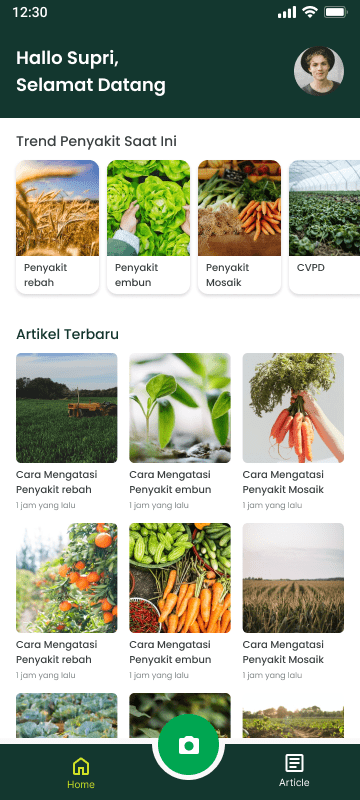 12:30
Hallo Supri,
Selamat Datang
Trend Penyakit Saat Ini
Penyakit
rebah
Penyakit
embun
Penyakit
Mosaik
CVPD
Artikel Terbaru
Cara Mengatasi
Penyakit rebah
1 jam yang lalu
Cara Mengatasi
Penyakit embun
1 jam yang lalu
Cara Mengatasi
Penyakit Mosaik
1 jam yang lalu
Cara Mengatasi
Penyakit rebah
1 jam yang lalu
Cara Mengatasi
Penyakit embun
1 jam yang lalu
Cara Mengatasi
Penyakit Mosaik
1 jam yang lalu
Home
Article